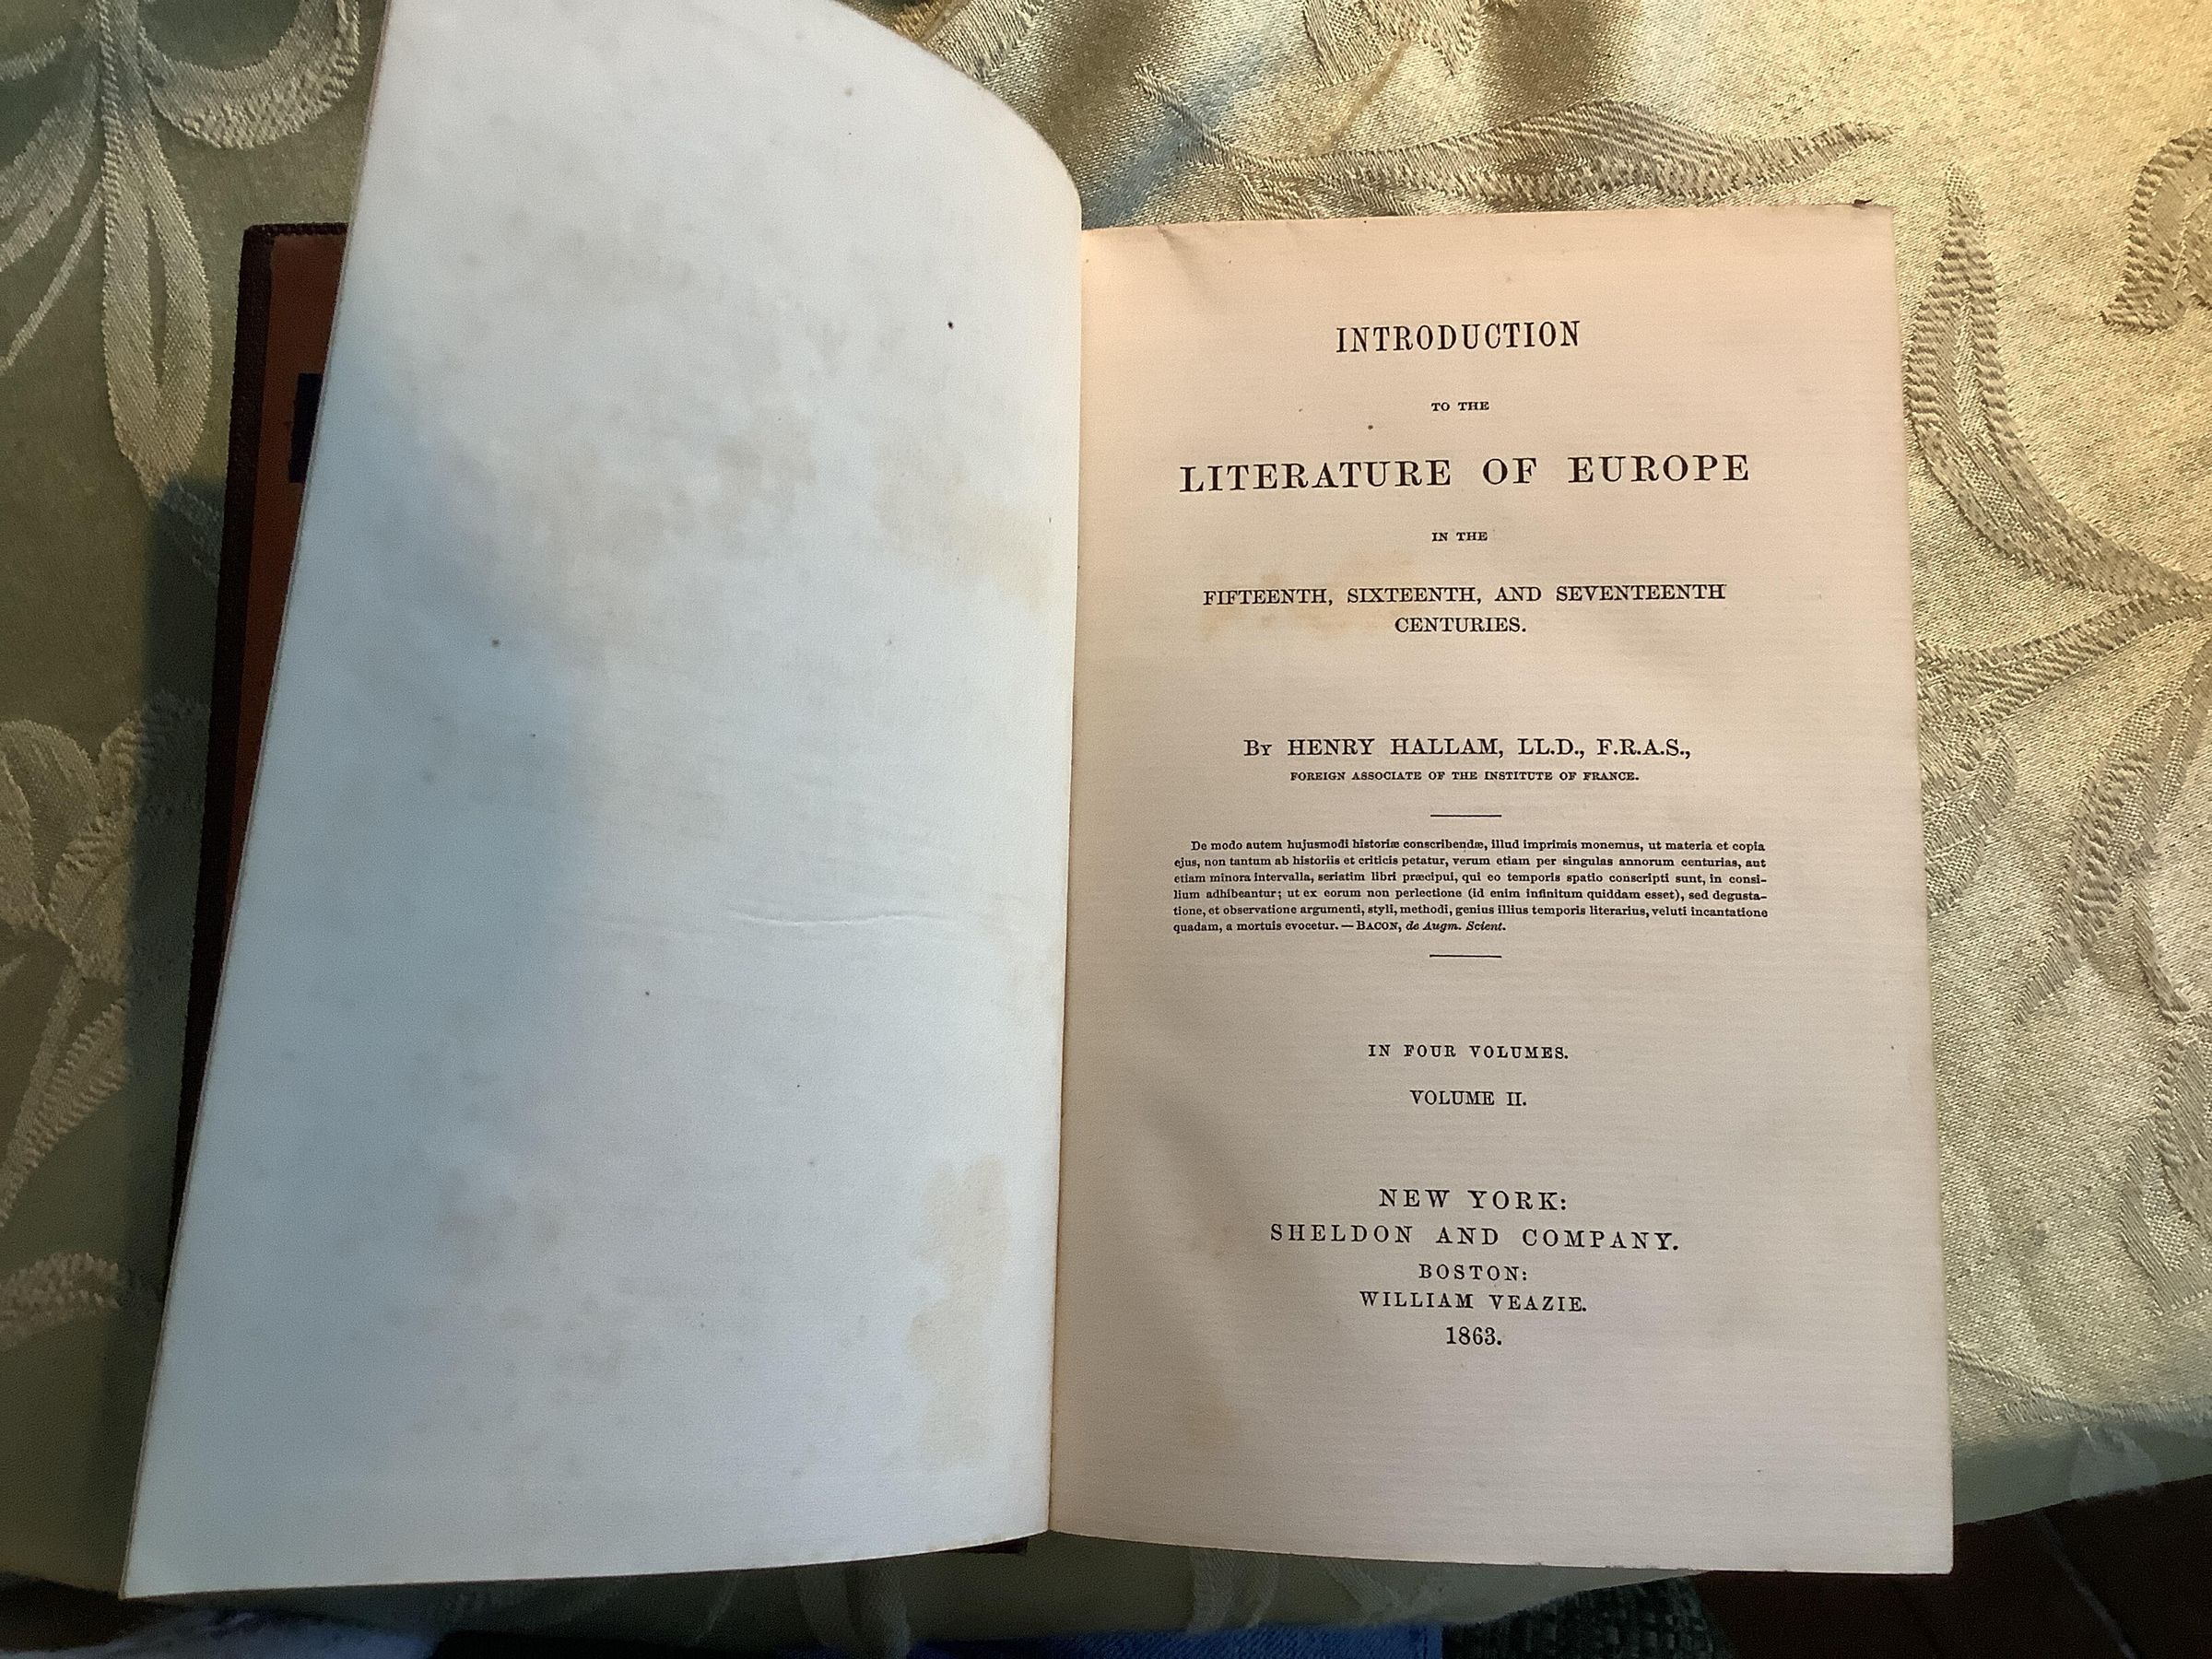 INTRODUCTION
TO THE
LITERATURE OF EUROPE
IN THE
FIFTEENTH, SIXTEENTH, AND SEVENTEENTH
CENTURIES.
By HENRY HALLAM, LL.D., F.R.A.S.,
FOREIGN ASSOCIATE OF THE INSTITUTE OF FRANCE.
De modo autem hujusmodi historiæ conscribendæ, illud imprimis monemus, ut materia et copia
ejus, non tantum ab historiis et criticis petatur, verum etiam per singulas annorum centurias, aut
etiam minora intervalla, seriatim libri præcipui, qui eo temporis spatio conscripti sunt, in consi-
lium adhibeantur; ut ex eorum non perlectione (id enim infinitum quiddam esset), sed degusta-
tione, et observatione argumenti, styli, methodi, genius illius temporis literarius, veluti incantatione
quadam, a mortuis evocetur. — BACON, de Augm. Scient.
IN FOUR VOLUMES.
VOLUME II.
NEW YORK:
SHELDON AND COMPANY.
BOSTON:
WILLIAM VEAZIE.
1863.